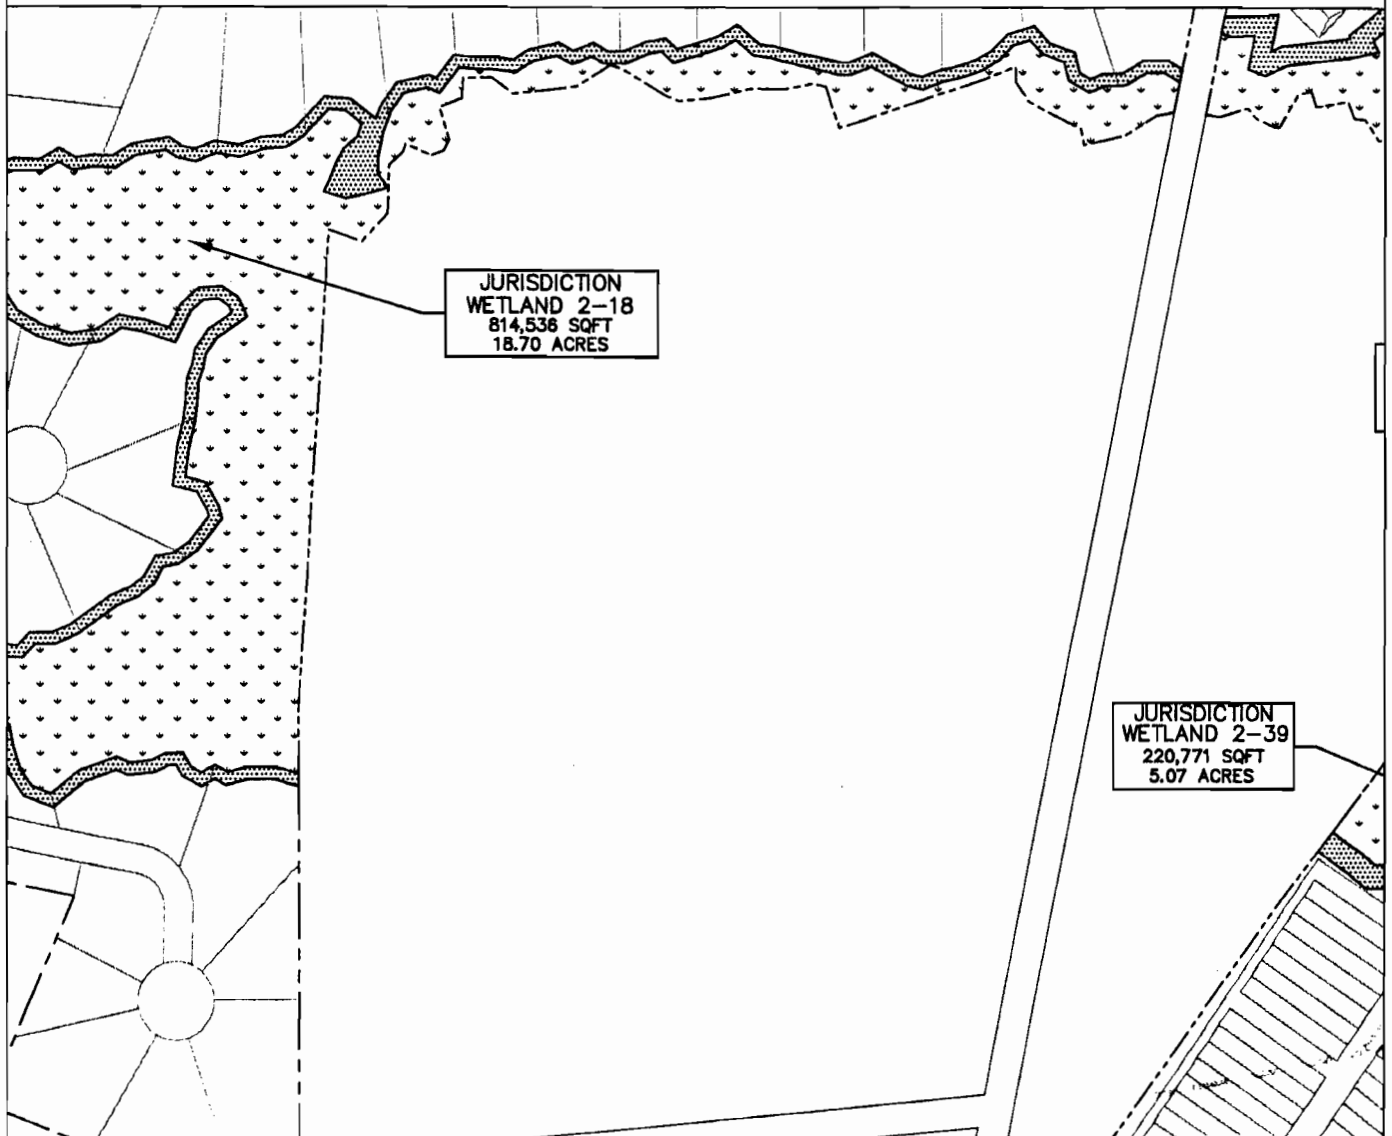 JURISDICTION
WETLAND 2-18
814,536 SQFT
18.70 ACRES
JURISDICTION
WETLAND 2-39
220,771 SQFT
5.07 ACRES